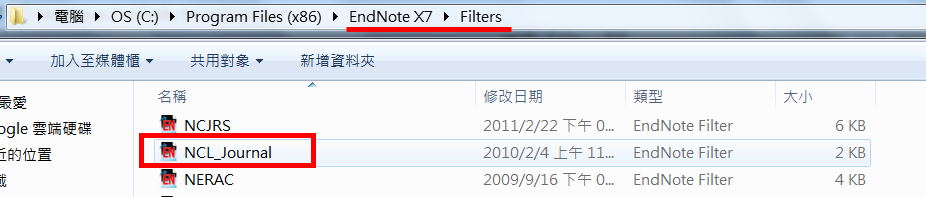 電腦 ▸ OS (C:) ▸ Program Files (x86) ▸ EndNote X7 ▸ Filters ▸
加入至媒體櫃 ▾ 共用對象 ▾ 新增資料夾
名稱 修改日期 類型 大小
最愛
ogle 雲端硬碟
近的位置
NCJRS 2011/2/22 下午 0... EndNote Filter 6 KB
NCL_Journal 2010/2/4 上午 11... EndNote Filter 2 KB
NERAC 2009/9/16 下午 0... EndNote Filter 4 KB